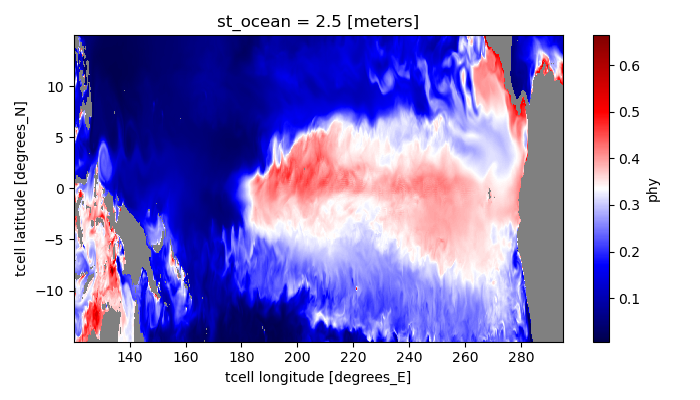 st_ocean = 2.5 [meters]
10
5
0
−5
−10
tcell latitude [degrees_N]
140 160 180 200 220 240 260 280
tcell longitude [degrees_E]
0.6
0.5
0.4
0.3
0.2
0.1
phy